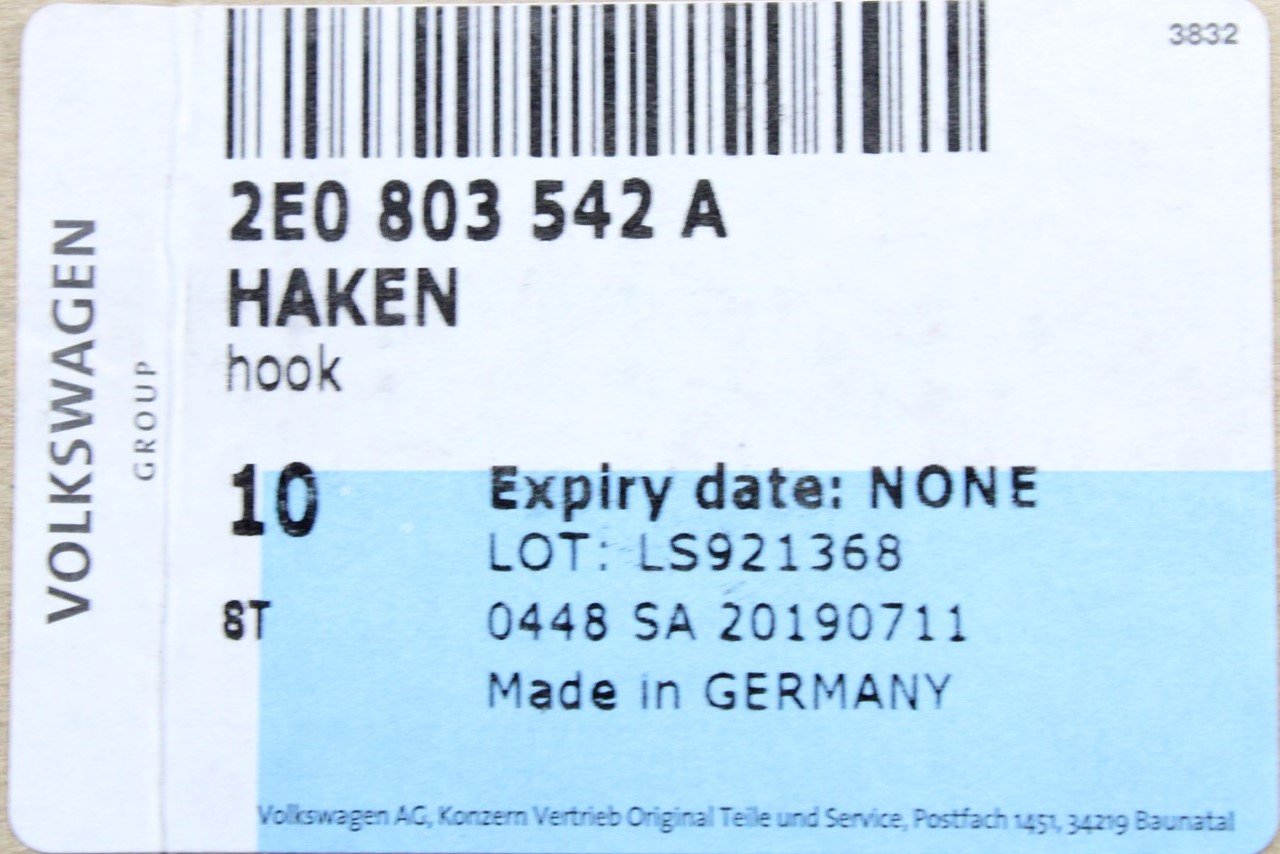 3832
2E0 803 542 A
HAKEN
hook
VOLKSWAGEN
GROUP
10
Expiry date: NONE
LOT: LS921368
ST
0448 SA 20190711
Made in GERMANY
Volkswagen AG, Konzern Vertrieb Original Teile und Service, Postfach 1451, 34219 Baunatal